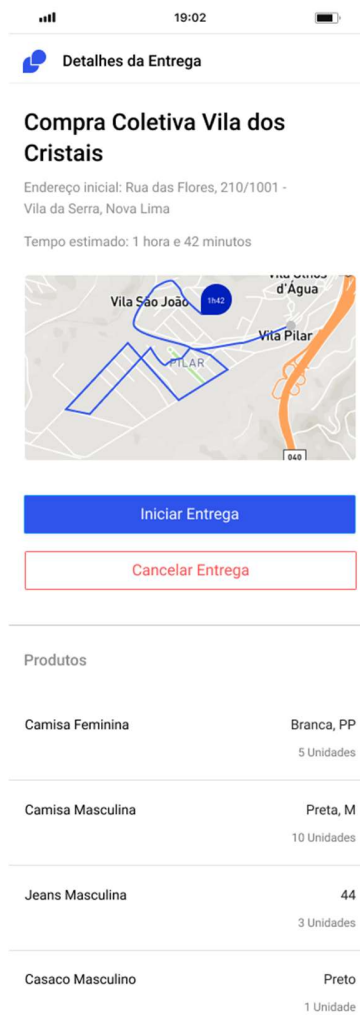 19:02
Detalhes da Entrega
Compra Coletiva Vila dos
Cristais
Endereço inicial: Rua das Flores, 210/1001 -
Vila da Serra, Nova Lima
Tempo estimado: 1 hora e 42 minutos
d'Água
Vila São João
1h42
Vila Pilar
PILAR
040
Iniciar Entrega
Cancelar Entrega
Produtos
Camisa Feminina
Branca, PP
5 Unidades
Camisa Masculina
Preta, M
10 Unidades
Jeans Masculina
44
3 Unidades
Casaco Masculino
Preto
1 Unidade